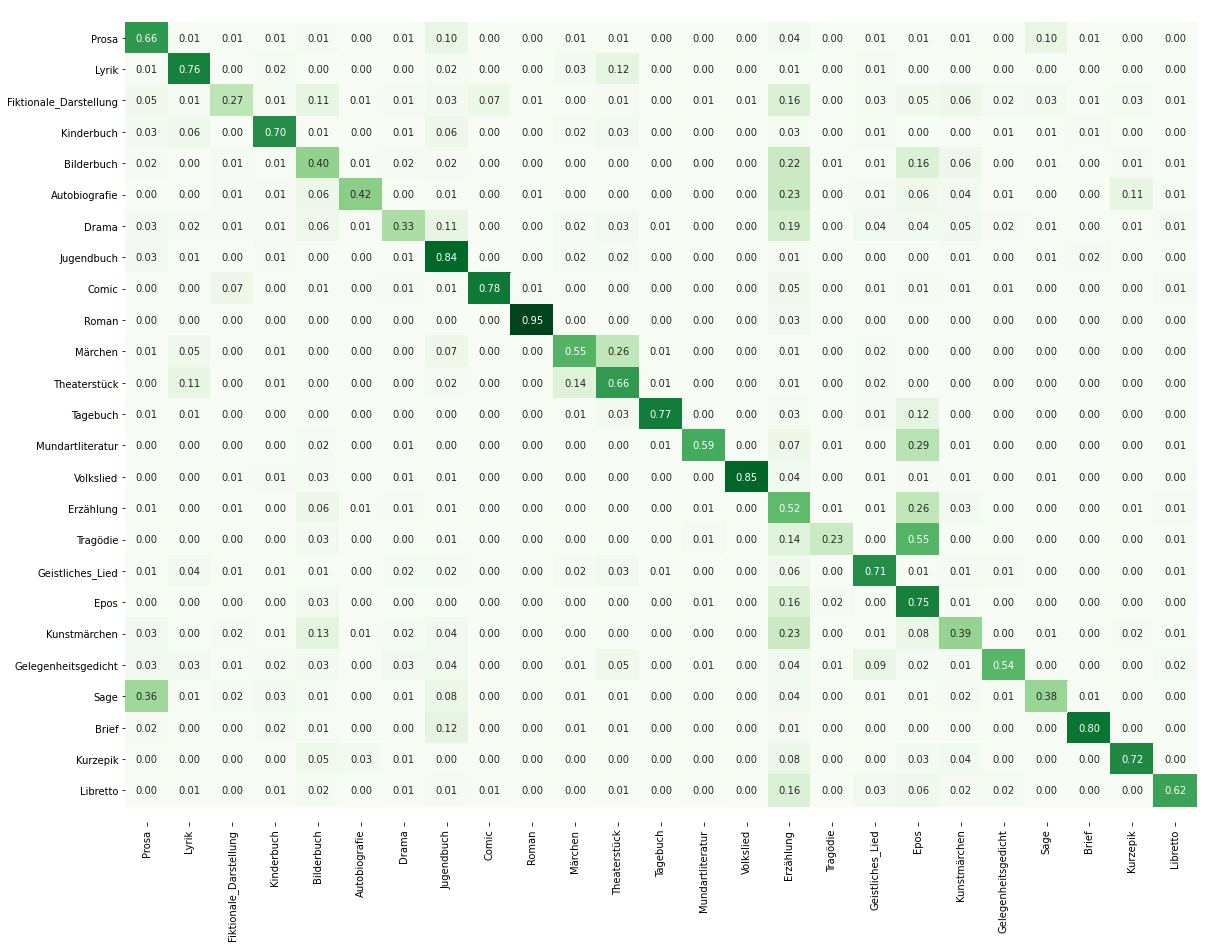 Prosa 0.66 0.01 0.01 0.01 0.01 0.00 0.01 0.10 0.00 0.00 0.01 0.01 0.00 0.00 0.00 0.04 0.00 0.01 0.01 0.01 0.00 0.10 0.01 0.00 0.00
Lyrik 0.01 0.76 0.00 0.02 0.00 0.00 0.00 0.02 0.00 0.00 0.03 0.12 0.00 0.00 0.00 0.01 0.00 0.01 0.00 0.00 0.00 0.00 0.00 0.00 0.00
Fiktionale_Darstellung 0.05 0.01 0.27 0.01 0.11 0.01 0.01 0.03 0.07 0.01 0.00 0.01 0.00 0.01 0.01 0.16 0.00 0.03 0.05 0.06 0.02 0.03 0.01 0.03 0.01
Kinderbuch 0.03 0.06 0.00 0.70 0.01 0.00 0.01 0.06 0.00 0.00 0.02 0.03 0.00 0.00 0.00 0.03 0.00 0.01 0.00 0.00 0.00 0.01 0.01 0.00 0.00
Bilderbuch 0.02 0.00 0.01 0.01 0.40 0.01 0.02 0.02 0.00 0.00 0.00 0.00 0.00 0.00 0.00 0.22 0.01 0.01 0.16 0.06 0.00 0.01 0.00 0.01 0.01
Autobiografie 0.00 0.00 0.01 0.01 0.06 0.42 0.00 0.01 0.00 0.01 0.00 0.00 0.00 0.00 0.00 0.23 0.00 0.01 0.06 0.04 0.01 0.00 0.00 0.11 0.01
Drama 0.03 0.02 0.01 0.01 0.06 0.01 0.33 0.11 0.00 0.00 0.02 0.03 0.01 0.00 0.00 0.19 0.00 0.04 0.04 0.05 0.02 0.01 0.00 0.01 0.01
Jugendbuch 0.03 0.01 0.00 0.01 0.00 0.00 0.01 0.84 0.00 0.00 0.02 0.02 0.00 0.00 0.00 0.01 0.00 0.00 0.00 0.01 0.00 0.01 0.02 0.00 0.00
Comic 0.00 0.00 0.07 0.00 0.01 0.00 0.01 0.01 0.78 0.01 0.00 0.00 0.00 0.00 0.00 0.05 0.00 0.01 0.01 0.01 0.01 0.00 0.00 0.00 0.01
Roman 0.00 0.00 0.00 0.00 0.00 0.00 0.00 0.00 0.00 0.95 0.00 0.00 0.00 0.00 0.00 0.03 0.00 0.00 0.00 0.00 0.00 0.00 0.00 0.00 0.00
Märchen 0.01 0.05 0.00 0.01 0.00 0.00 0.00 0.07 0.00 0.00 0.55 0.26 0.01 0.00 0.00 0.01 0.00 0.02 0.00 0.00 0.00 0.00 0.00 0.00 0.00
Theaterstück 0.00 0.11 0.00 0.01 0.00 0.00 0.00 0.02 0.00 0.00 0.14 0.66 0.01 0.00 0.00 0.01 0.00 0.02 0.00 0.00 0.00 0.00 0.00 0.00 0.00
Tagebuch 0.01 0.01 0.00 0.00 0.00 0.00 0.00 0.00 0.00 0.00 0.01 0.03 0.77 0.00 0.00 0.03 0.00 0.01 0.12 0.00 0.00 0.00 0.00 0.00 0.00
Mundartliteratur 0.00 0.00 0.00 0.00 0.02 0.00 0.01 0.00 0.00 0.00 0.00 0.00 0.01 0.59 0.00 0.07 0.01 0.00 0.29 0.01 0.00 0.00 0.00 0.00 0.01
Volkslied 0.00 0.00 0.01 0.01 0.03 0.00 0.01 0.01 0.00 0.00 0.00 0.00 0.00 0.00 0.85 0.04 0.00 0.01 0.01 0.01 0.00 0.01 0.00 0.00 0.00
Erzählung 0.01 0.00 0.01 0.00 0.06 0.01 0.01 0.01 0.00 0.00 0.00 0.00 0.00 0.01 0.00 0.52 0.01 0.01 0.26 0.03 0.00 0.00 0.00 0.01 0.01
Tragödie 0.00 0.00 0.00 0.00 0.03 0.00 0.00 0.01 0.00 0.00 0.00 0.00 0.00 0.01 0.00 0.14 0.23 0.00 0.55 0.00 0.00 0.00 0.00 0.00 0.01
Geistliches_Lied 0.01 0.04 0.01 0.01 0.01 0.00 0.02 0.02 0.00 0.00 0.02 0.03 0.01 0.00 0.00 0.06 0.00 0.71 0.01 0.01 0.01 0.00 0.00 0.00 0.01
Epos 0.00 0.00 0.00 0.00 0.03 0.00 0.00 0.00 0.00 0.00 0.00 0.00 0.00 0.01 0.00 0.16 0.02 0.00 0.75 0.01 0.00 0.00 0.00 0.00 0.00
Kunstmärchen 0.03 0.00 0.02 0.01 0.13 0.01 0.02 0.04 0.00 0.00 0.00 0.00 0.00 0.00 0.00 0.23 0.00 0.01 0.08 0.39 0.00 0.01 0.00 0.02 0.01
Gelegenheitsgedicht 0.03 0.03 0.01 0.02 0.03 0.00 0.03 0.04 0.00 0.00 0.00 0.05 0.00 0.01 0.00 0.04 0.01 0.09 0.02 0.01 0.54 0.00 0.00 0.00 0.02
Sage 0.36 0.01 0.02 0.03 0.01 0.00 0.01 0.08 0.00 0.00 0.01 0.01 0.00 0.00 0.00 0.04 0.00 0.01 0.01 0.02 0.01 0.38 0.01 0.00 0.00
Brief 0.02 0.00 0.00 0.02 0.01 0.00 0.00 0.12 0.00 0.00 0.01 0.01 0.00 0.00 0.00 0.01 0.00 0.00 0.00 0.00 0.00 0.00 0.80 0.00 0.00
Kurzepik 0.00 0.00 0.00 0.00 0.05 0.03 0.01 0.00 0.00 0.00 0.00 0.00 0.00 0.00 0.00 0.08 0.00 0.00 0.03 0.04 0.00 0.00 0.00 0.72 0.00
Libretto 0.00 0.01 0.00 0.01 0.02 0.00 0.01 0.01 0.01 0.00 0.00 0.01 0.00 0.00 0.00 0.16 0.00 0.03 0.06 0.02 0.02 0.00 0.00 0.00 0.62
Prosa Lyrik Fiktionale_Darstellung Kinderbuch Bilderbuch Autobiografie Drama Jugendbuch Comic Roman Märchen Theaterstück Tagebuch Mundartliteratur Volkslied Erzählung Tragödie Geistliches_Lied Epos Kunstmärchen Gelegenheitsgedicht Sage Brief Kurzepik Libretto